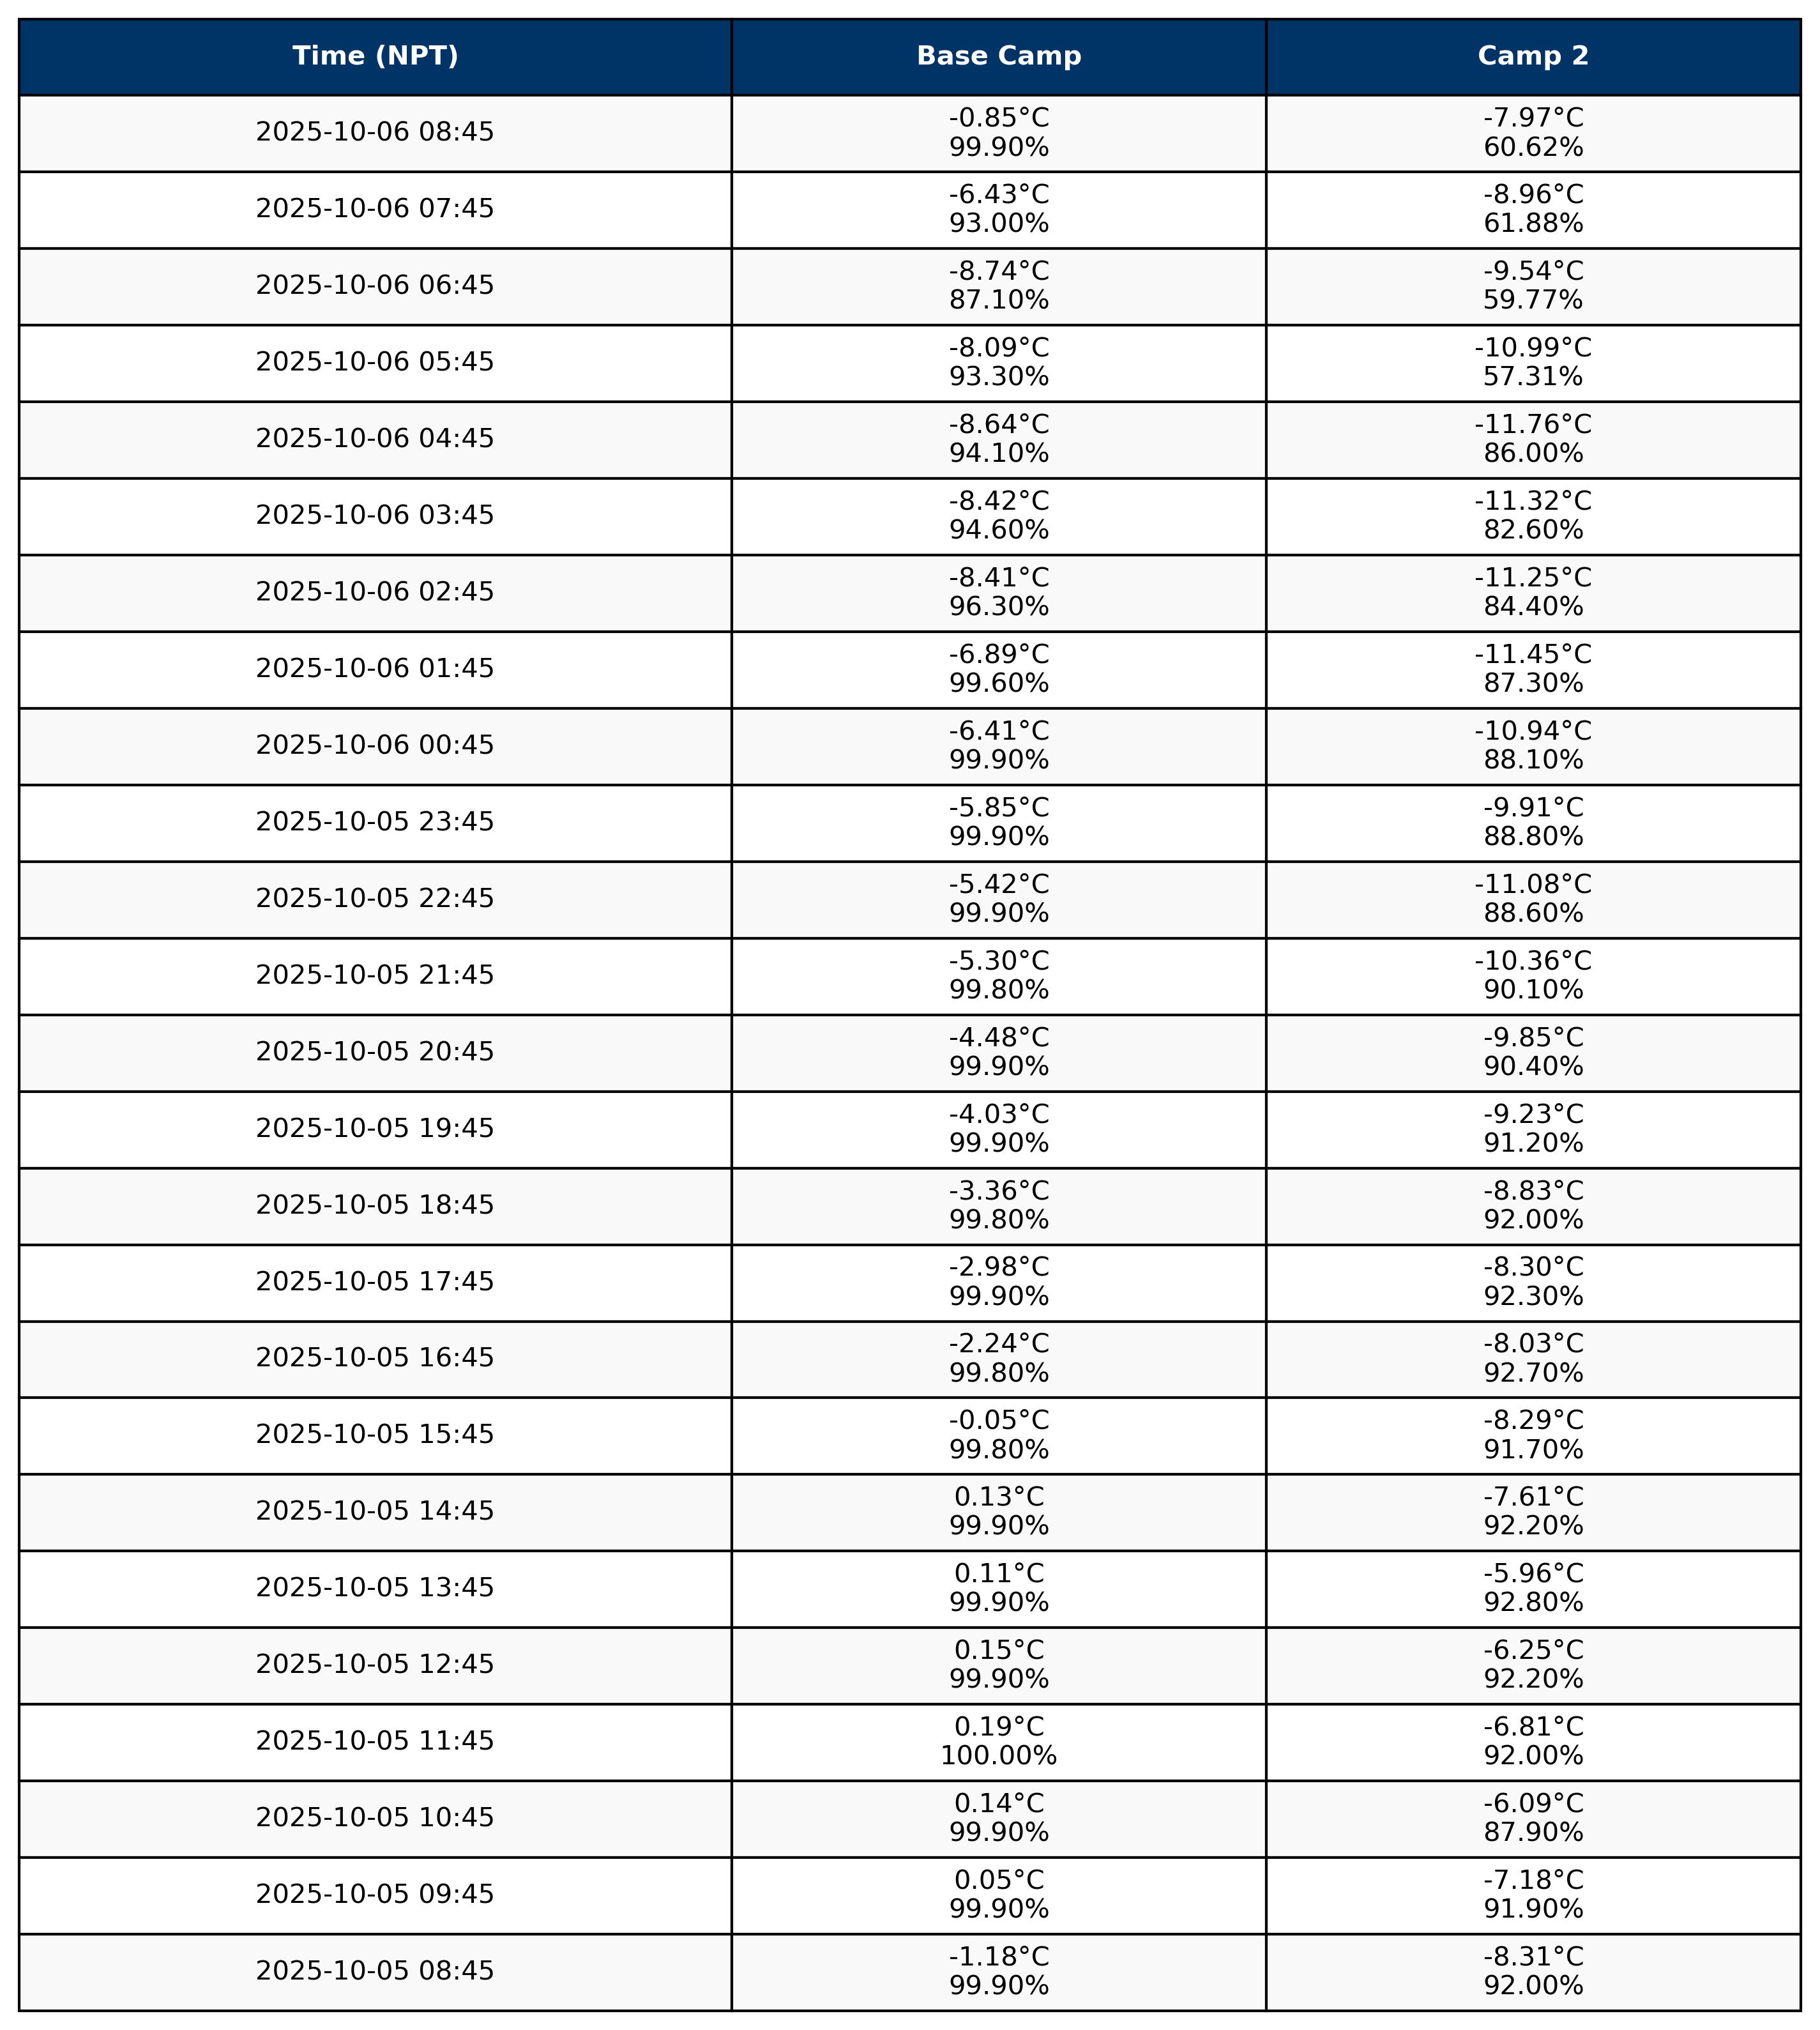 Time (NPT) Base Camp Camp 2
2025-10-06 08:45 -0.85°C -7.97°C
99.90% 60.62%
2025-10-06 07:45 -6.43°C -8.96°C
93.00% 61.88%
2025-10-06 06:45 -8.74°C -9.54°C
87.10% 59.77%
2025-10-06 05:45 -8.09°C -10.99°C
93.30% 57.31%
2025-10-06 04:45 -8.64°C -11.76°C
94.10% 86.00%
2025-10-06 03:45 -8.42°C -11.32°C
94.60% 82.60%
2025-10-06 02:45 -8.41°C -11.25°C
96.30% 84.40%
2025-10-06 01:45 -6.89°C -11.45°C
99.60% 87.30%
2025-10-06 00:45 -6.41°C -10.94°C
99.90% 88.10%
2025-10-05 23:45 -5.85°C -9.91°C
99.90% 88.80%
2025-10-05 22:45 -5.42°C -11.08°C
99.90% 88.60%
2025-10-05 21:45 -5.30°C -10.36°C
99.80% 90.10%
2025-10-05 20:45 -4.48°C -9.85°C
99.90% 90.40%
2025-10-05 19:45 -4.03°C -9.23°C
99.90% 91.20%
2025-10-05 18:45 -3.36°C -8.83°C
99.80% 92.00%
2025-10-05 17:45 -2.98°C -8.30°C
99.90% 92.30%
2025-10-05 16:45 -2.24°C -8.03°C
99.80% 92.70%
2025-10-05 15:45 -0.05°C -8.29°C
99.80% 91.70%
2025-10-05 14:45 0.13°C -7.61°C
99.90% 92.20%
2025-10-05 13:45 0.11°C -5.96°C
99.90% 92.80%
2025-10-05 12:45 0.15°C -6.25°C
99.90% 92.20%
2025-10-05 11:45 0.19°C -6.81°C
100.00% 92.00%
2025-10-05 10:45 0.14°C -6.09°C
99.90% 87.90%
2025-10-05 09:45 0.05°C -7.18°C
99.90% 91.90%
2025-10-05 08:45 -1.18°C -8.31°C
99.90% 92.00%